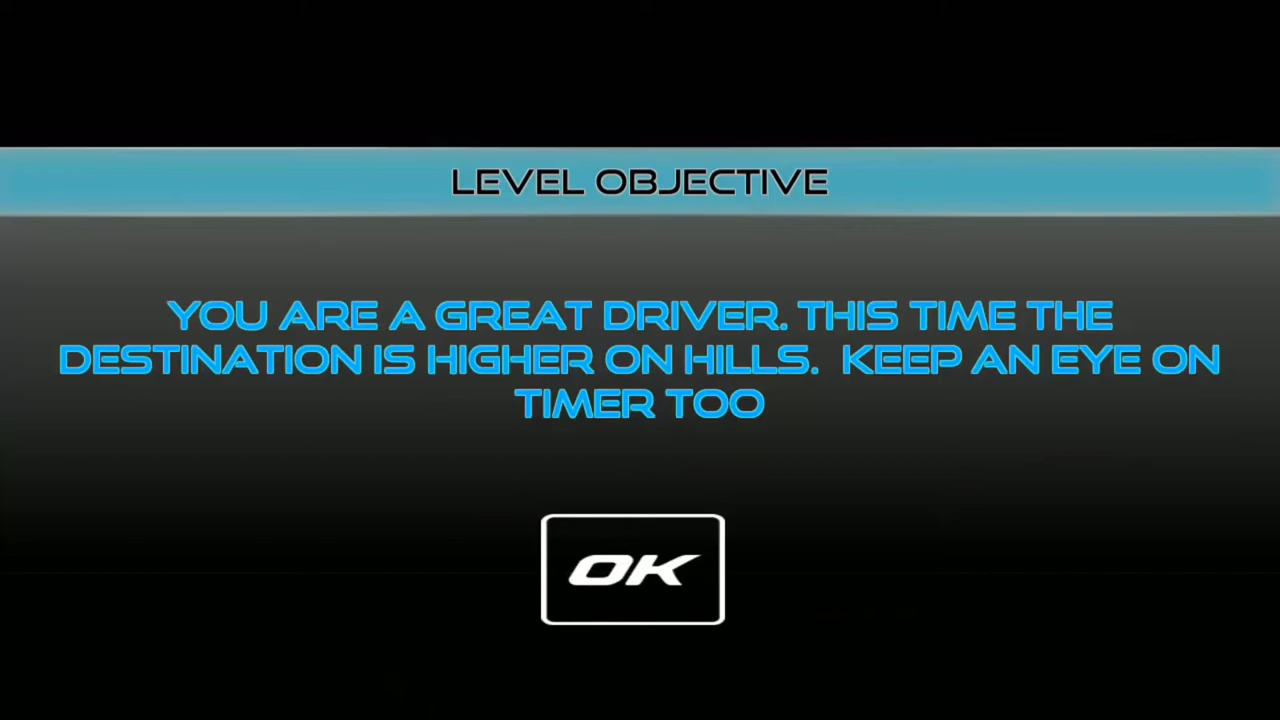 LEVEL OBJECTIVE
YOU ARE A GREAT DRIVER. THIS TIME THE
DESTINATION IS HIGHER ON HILLS.  KEEP AN EYE ON
TIMER TOO
OK